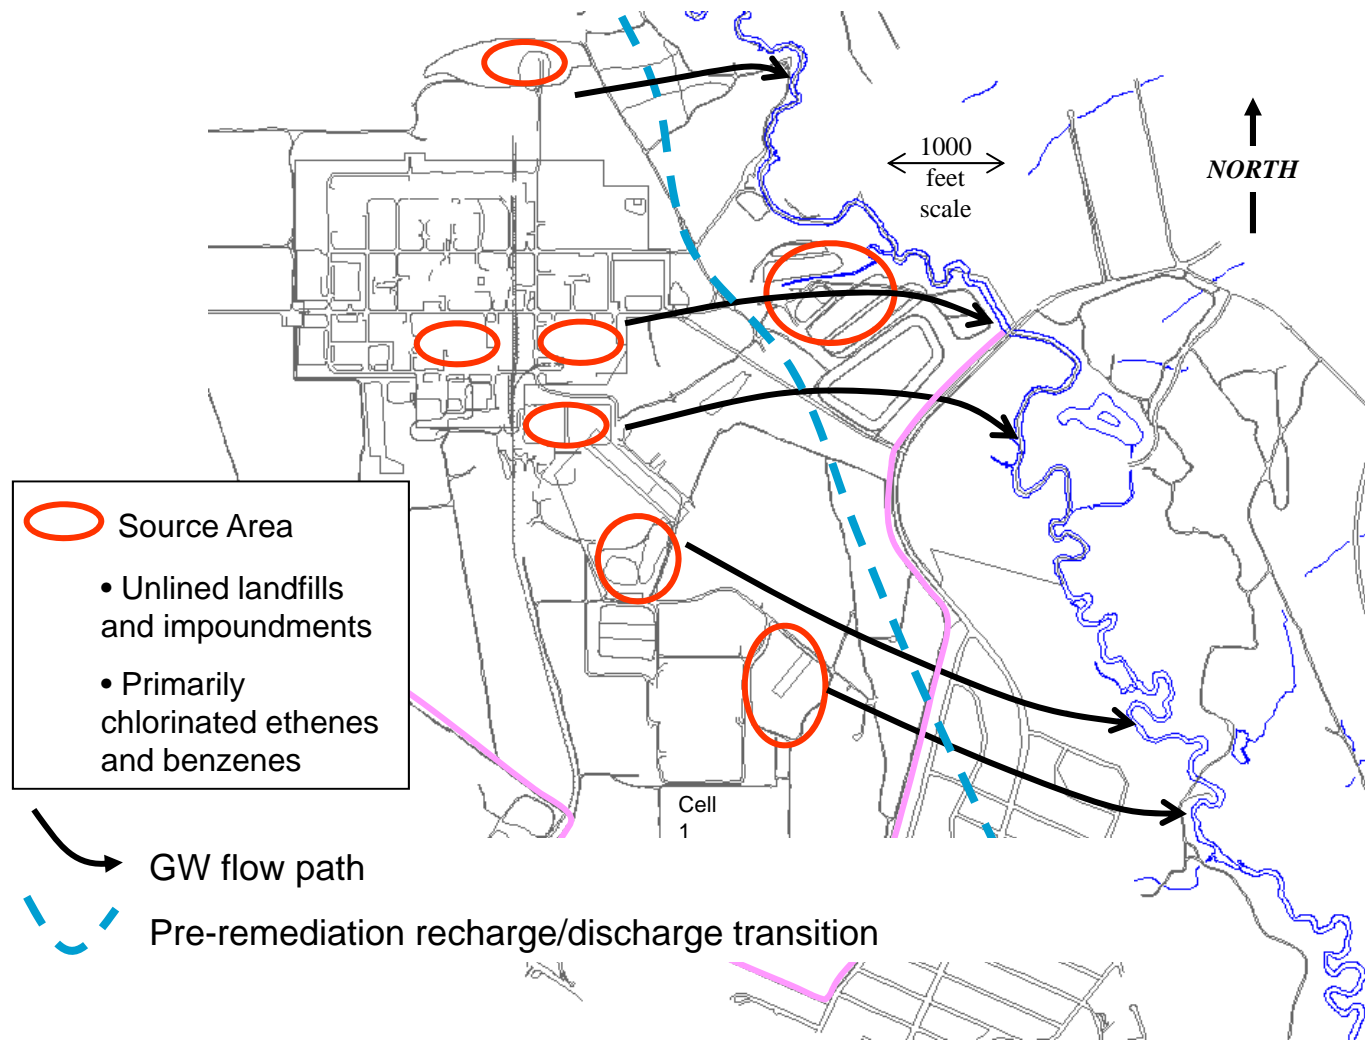 1000
feet
scale
NORTH
Source Area
• Unlined landfills
and impoundments
• Primarily
chlorinated ethenes
and benzenes
Cell
1
GW flow path
Pre-remediation recharge/discharge transition